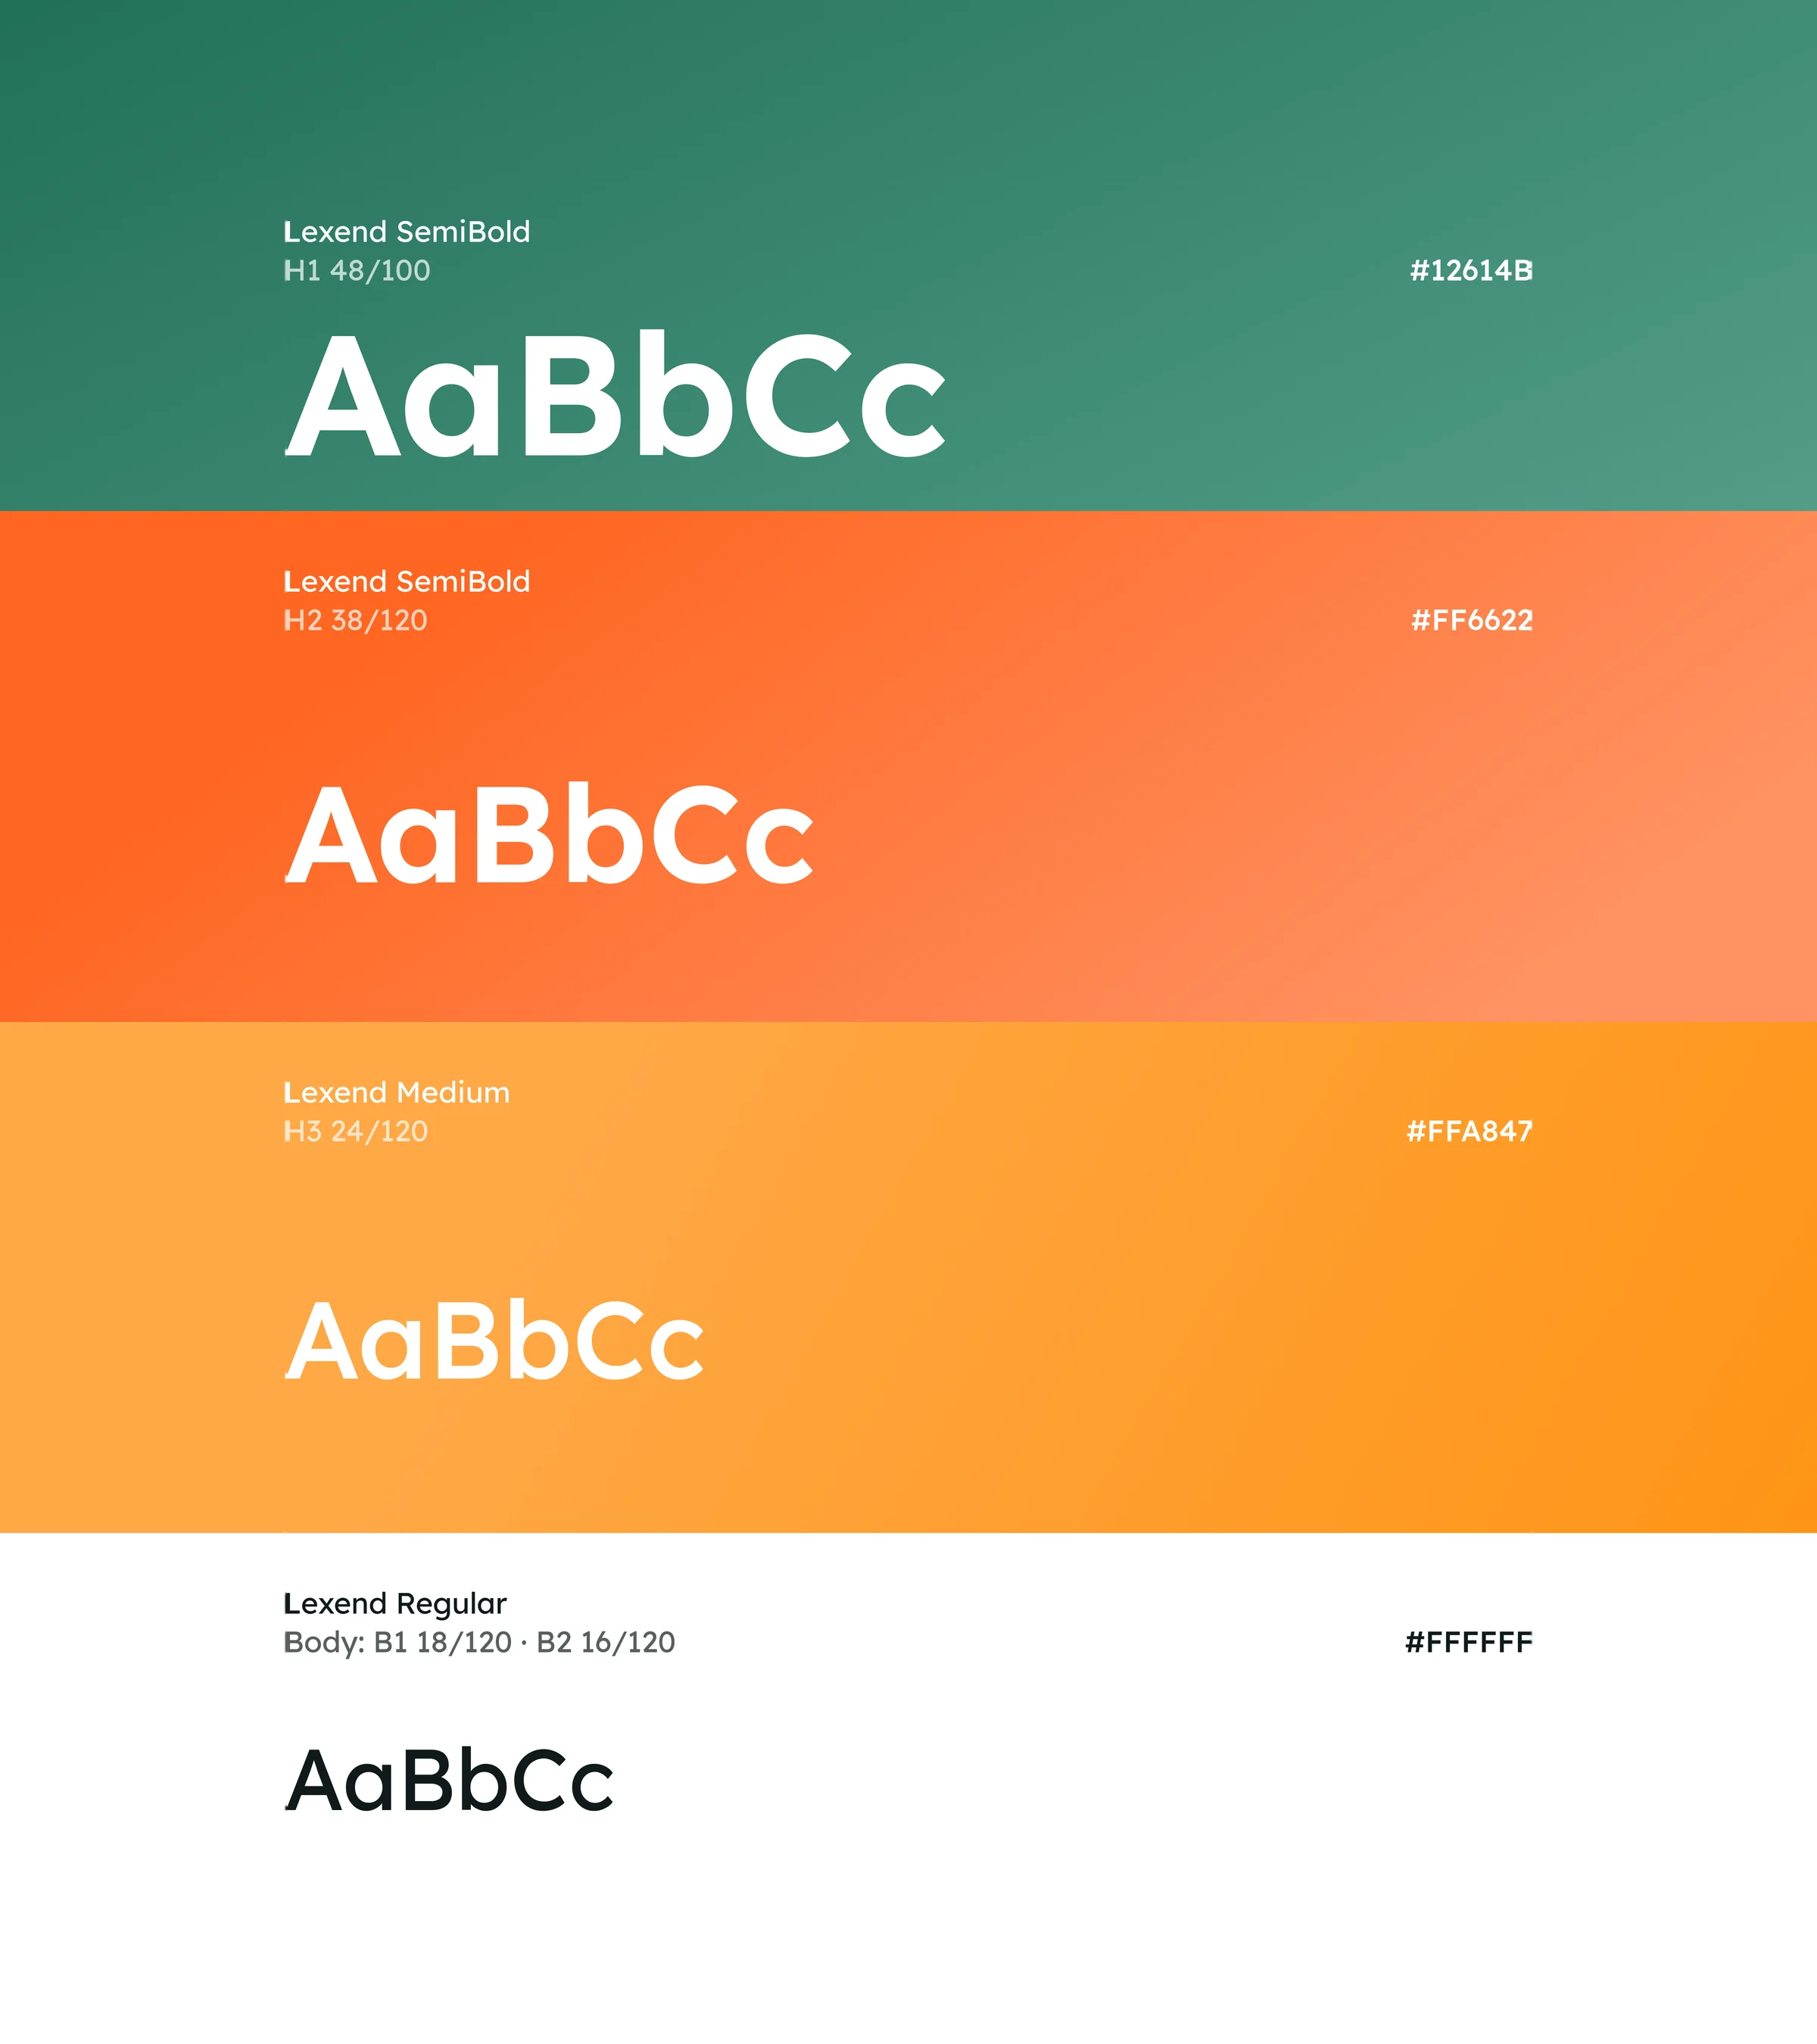 Lexend SemiBold
H1 48/100
#12614B
AaBbCc
Lexend SemiBold
H2 38/120
#FF6622
AaBbCc
Lexend Medium
H3 24/120
#FFA847
AaBbCc
Lexend Regular
Body: B1 18/120 · B2 16/120
#FFFFFF
AaBbCc